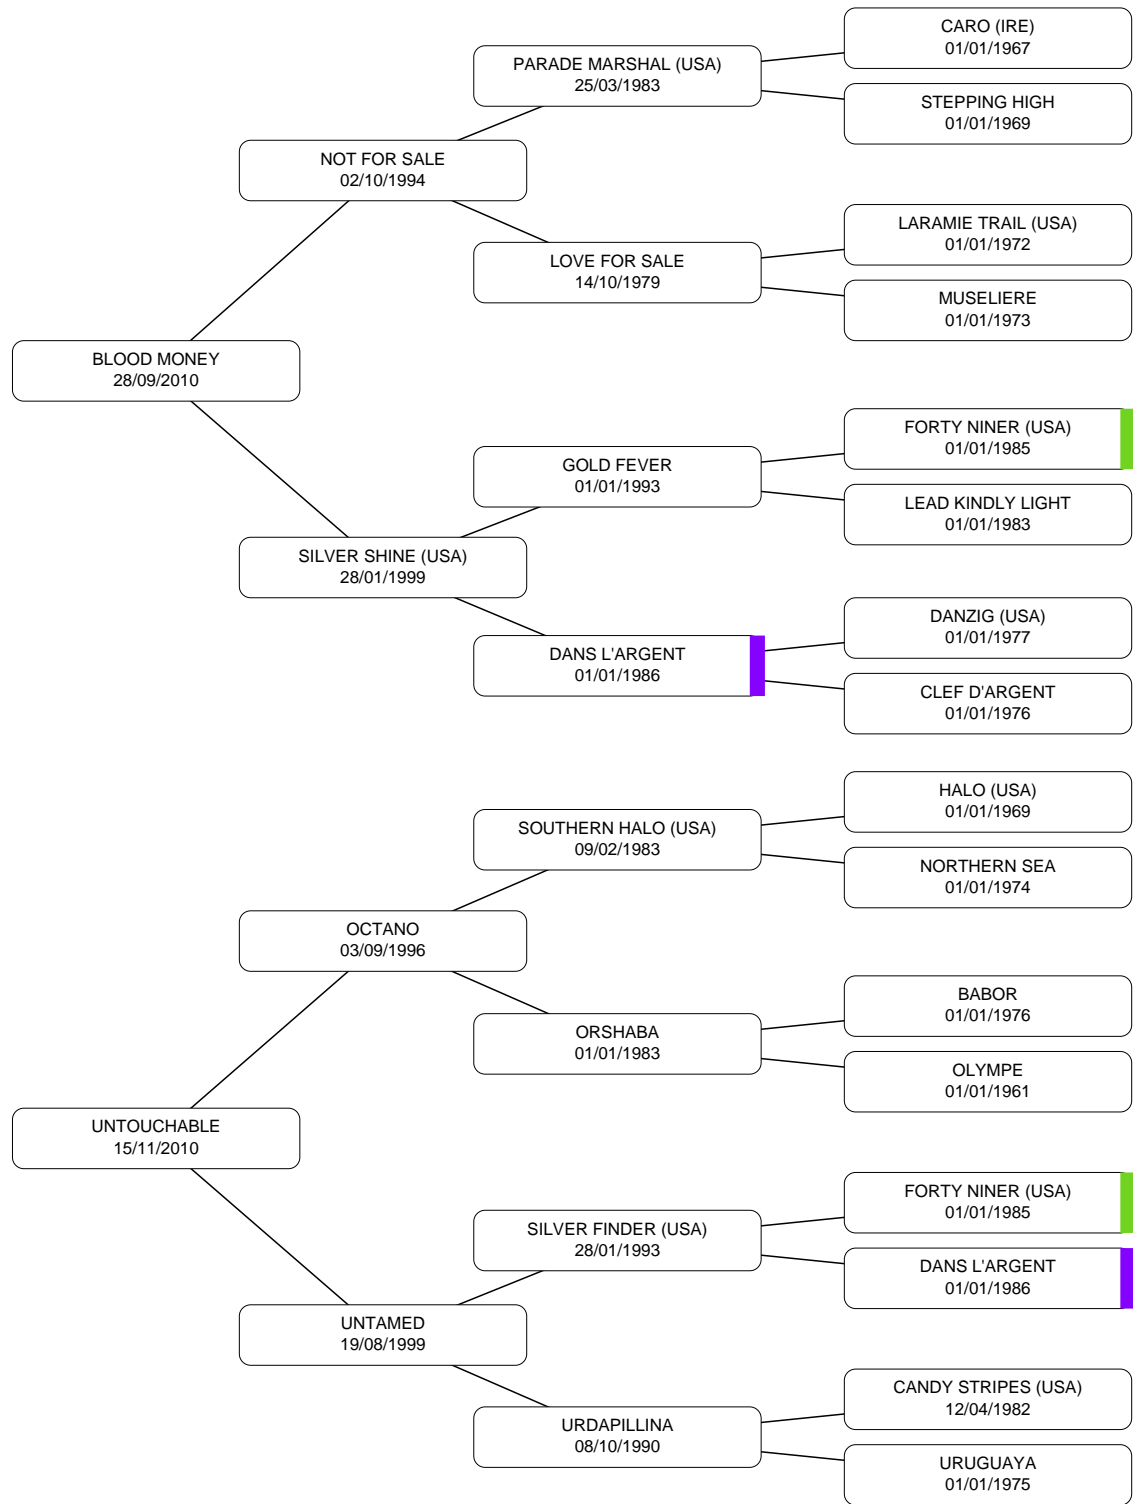 CARO (IRE)
01/01/1967
PARADE MARSHAL (USA)
25/03/1983
STEPPING HIGH
01/01/1969
NOT FOR SALE
02/10/1994
LARAMIE TRAIL (USA)
01/01/1972
LOVE FOR SALE
14/10/1979
MUSELIERE
01/01/1973
BLOOD MONEY
28/09/2010
FORTY NINER (USA)
01/01/1985
GOLD FEVER
01/01/1993
LEAD KINDLY LIGHT
01/01/1983
SILVER SHINE (USA)
28/01/1999
DANZIG (USA)
01/01/1977
DANS L'ARGENT
01/01/1986
CLEF D'ARGENT
01/01/1976
HALO (USA)
01/01/1969
SOUTHERN HALO (USA)
09/02/1983
NORTHERN SEA
01/01/1974
OCTANO
03/09/1996
BABOR
01/01/1976
ORSHABA
01/01/1983
OLYMPE
01/01/1961
UNTOUCHABLE
15/11/2010
FORTY NINER (USA)
01/01/1985
SILVER FINDER (USA)
28/01/1993
DANS L'ARGENT
01/01/1986
UNTAMED
19/08/1999
CANDY STRIPES (USA)
12/04/1982
URDAPILLINA
08/10/1990
URUGUAYA
01/01/1975